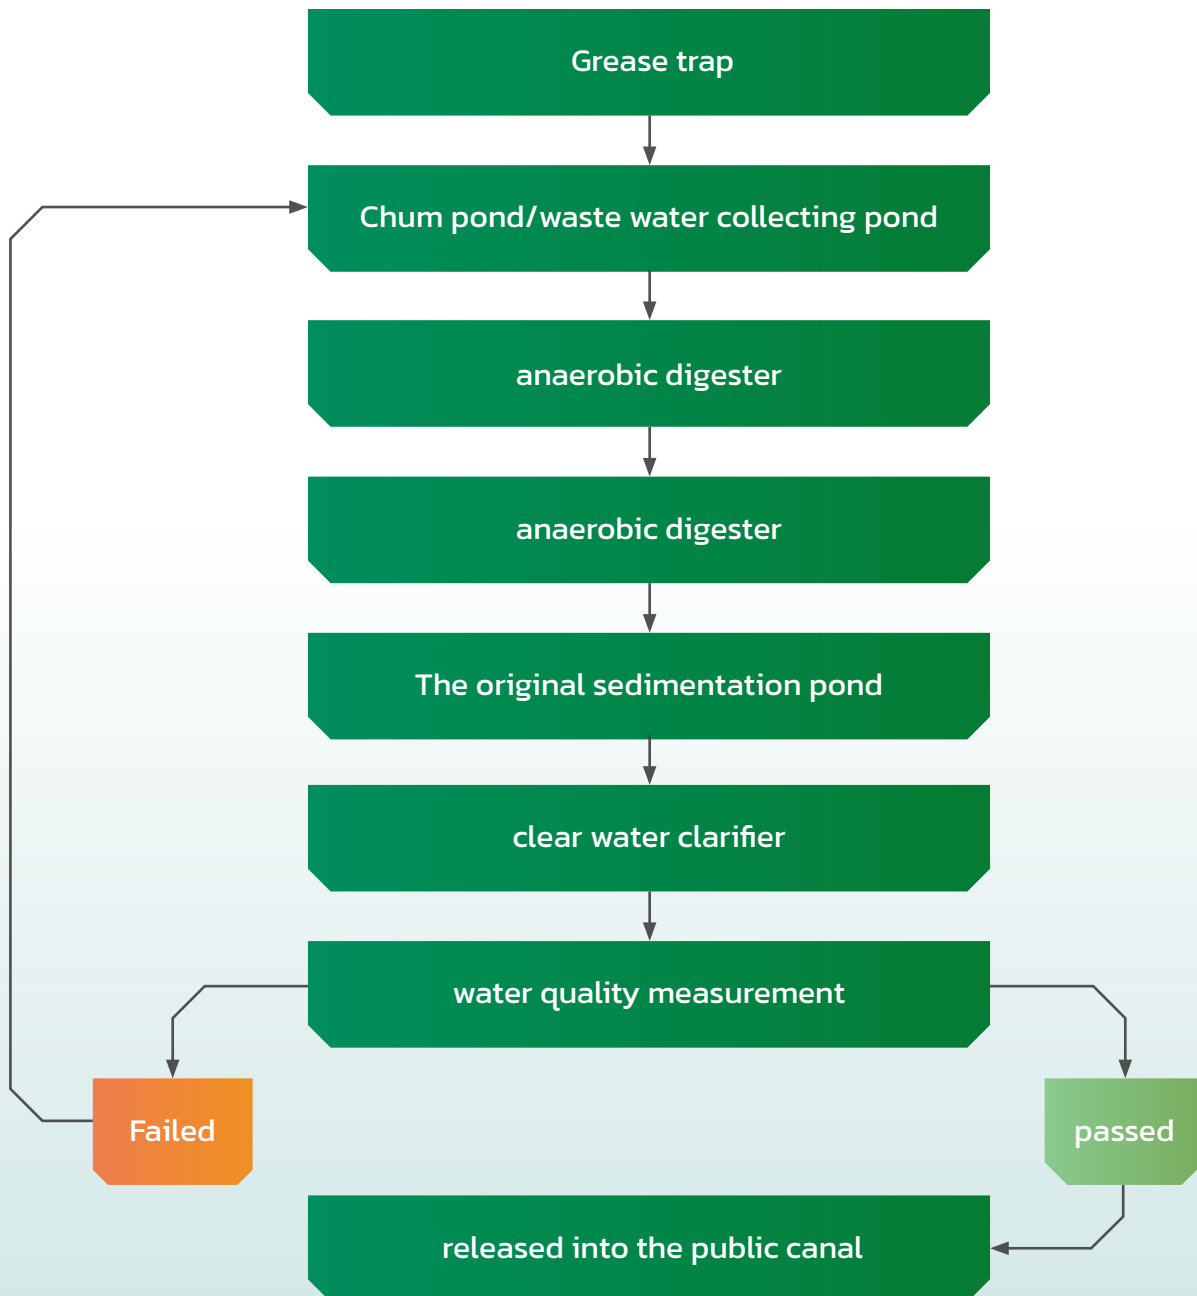 Grease trap
Chum pond/waste water collecting pond
anaerobic digester
anaerobic digester
The original sedimentation pond
clear water clarifier
water quality measurement
Failed
passed
released into the public canal